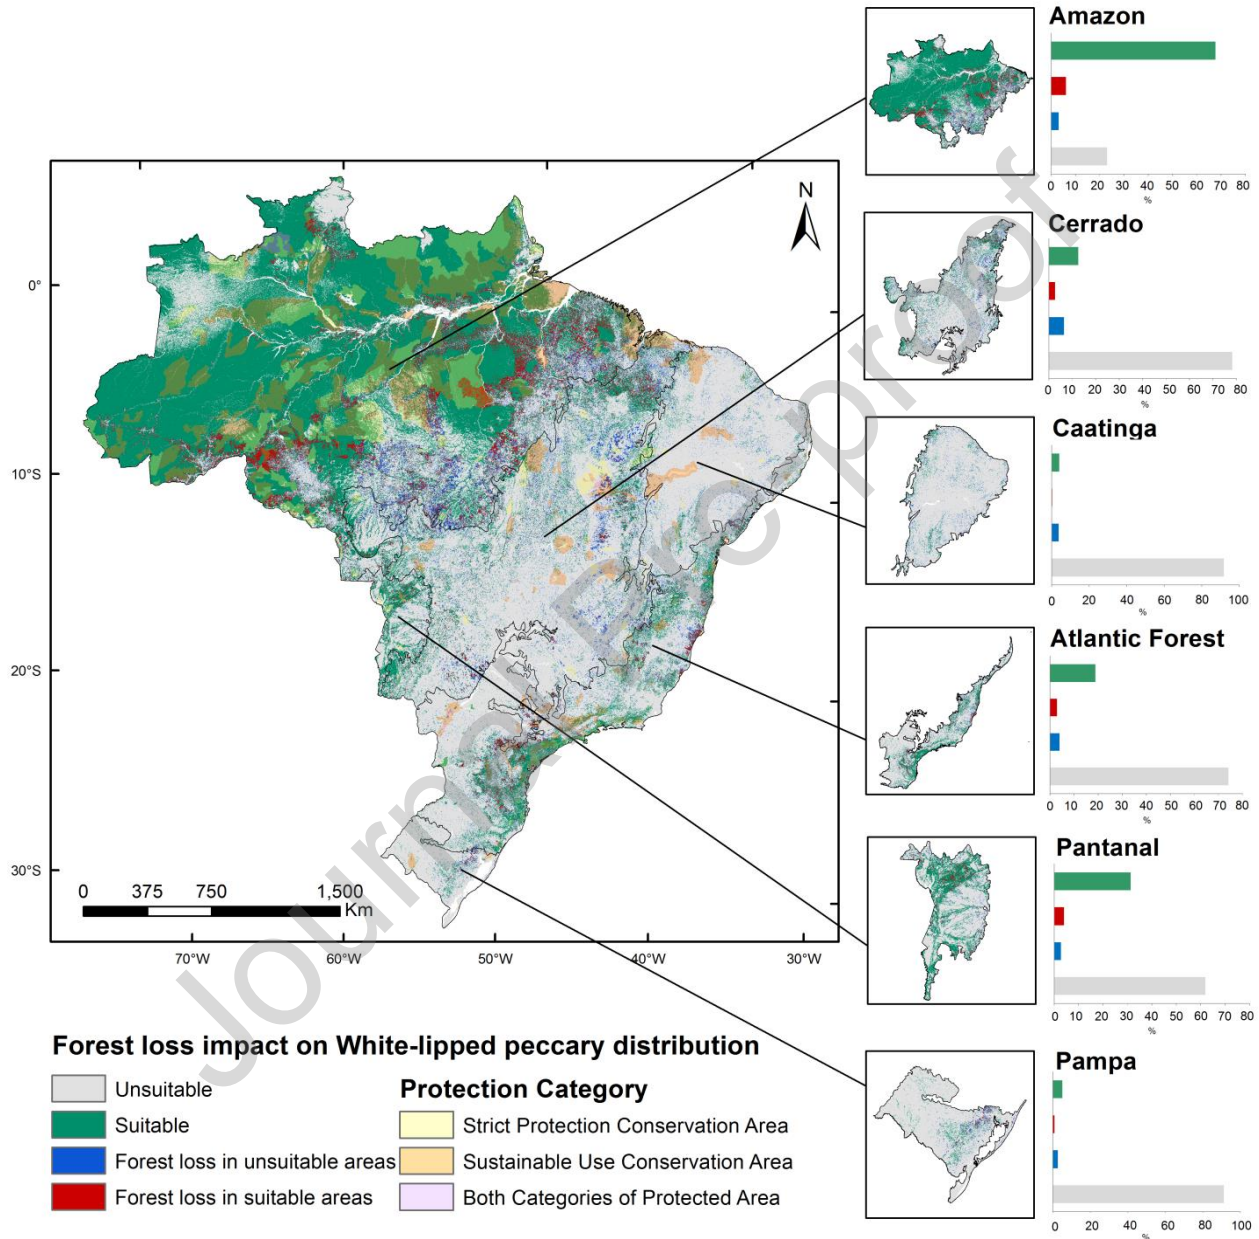 Amazon
0 10 20 30 40 50 60 70 80
%
Cerrado
0 10 20 30 40 50 60 70 80
%
Caatinga
0 20 40 60 80 100
%
Atlantic Forest
0 10 20 30 40 50 60 70 80
%
Pantanal
0 10 20 30 40 50 60 70 80
%
Pampa
0 20 40 60 80 100
%
N
0°
10°S
20°S
30°S
0 375 750 1,500
Km
70°W 60°W 50°W 40°W 30°W
Journal Pre-proof
Forest loss impact on White-lipped peccary distribution
Unsuitable
Suitable
Forest loss in unsuitable areas
Forest loss in suitable areas
Protection Category
Strict Protection Conservation Area
Sustainable Use Conservation Area
Both Categories of Protected Area